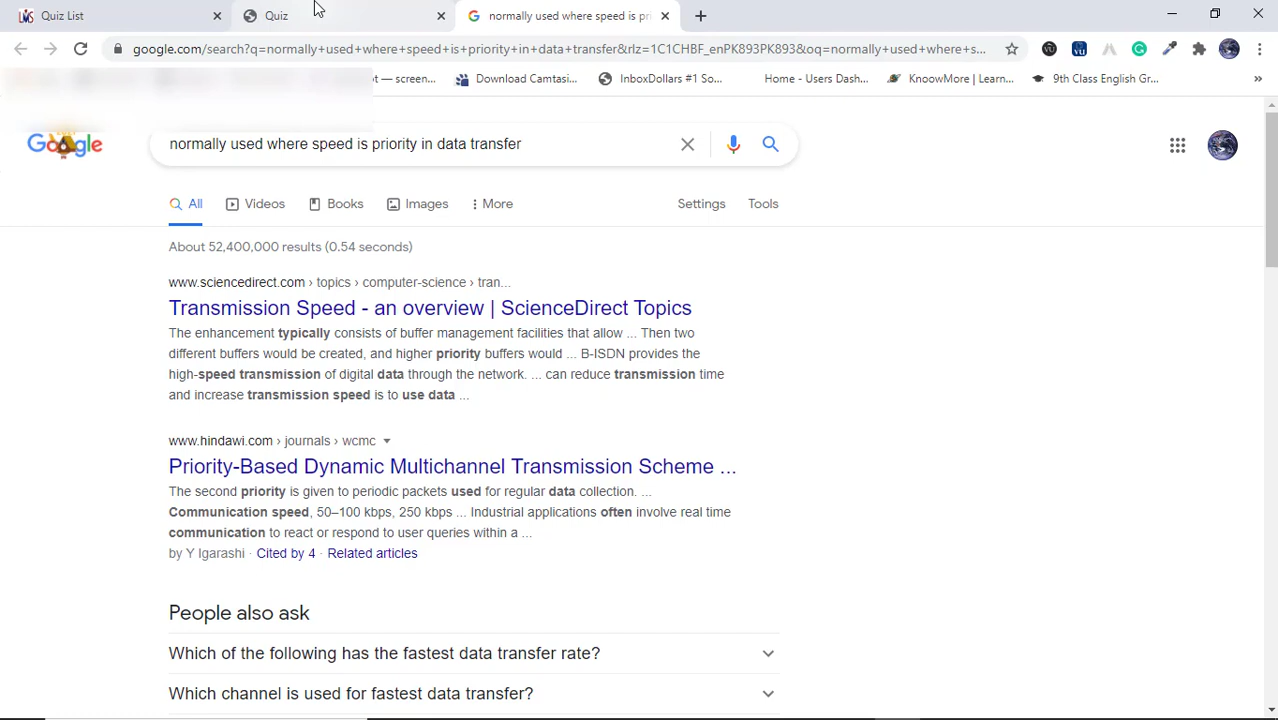 Quiz List
Quiz
normally used where speed is pri
google.com/search?q=normally+used+where+speed+is+priority+in+data+transfer&rlz=1C1CHBF_enPK893PK893&oq=normally+used+where+s...
ot — screen...
Download Camtasi...
InboxDollars #1 So...
Home - Users Dash...
KnoowMore | Learn...
9th Class English Gr...
»
Google
normally used where speed is priority in data transfer
All
Videos
Books
Images
More
Settings
Tools
About 52,400,000 results (0.54 seconds)
www.sciencedirect.com › topics › computer-science › tran...
Transmission Speed - an overview | ScienceDirect Topics
The enhancement typically consists of buffer management facilities that allow ... Then two
different buffers would be created, and higher priority buffers would ... B-ISDN provides the
high-speed transmission of digital data through the network. ... can reduce transmission time
and increase transmission speed is to use data ...
www.hindawi.com › journals › wcmc
Priority-Based Dynamic Multichannel Transmission Scheme ...
The second priority is given to periodic packets used for regular data collection. ...
Communication speed, 50–100 kbps, 250 kbps ... Industrial applications often involve real time
communication to react or respond to user queries within a ...
by Y Igarashi · Cited by 4 · Related articles
People also ask
Which of the following has the fastest data transfer rate?
Which channel is used for fastest data transfer?